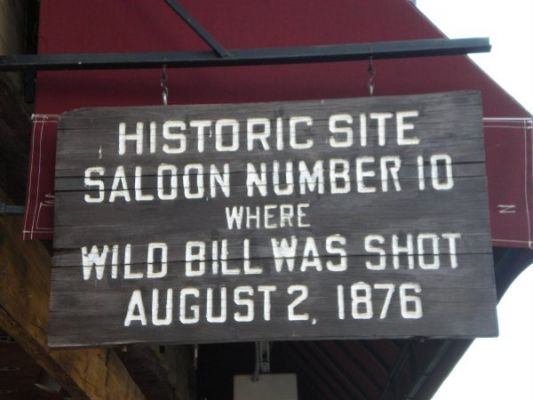 HISTORIC SITE
SALOON NUMBER 10
WHERE
WILD BILL WAS SHOT
AUGUST 2, 1876